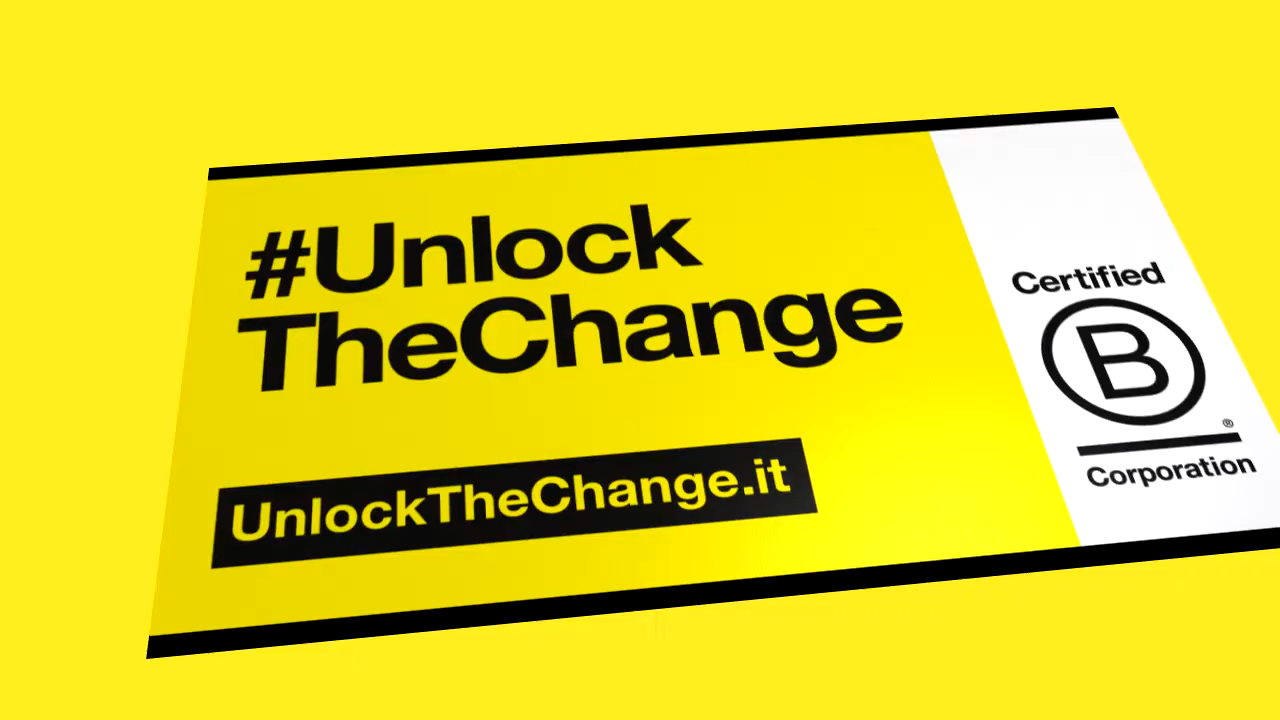 #Unlock
TheChange
UnlockTheChange.it
Certified
B
®
Corporation